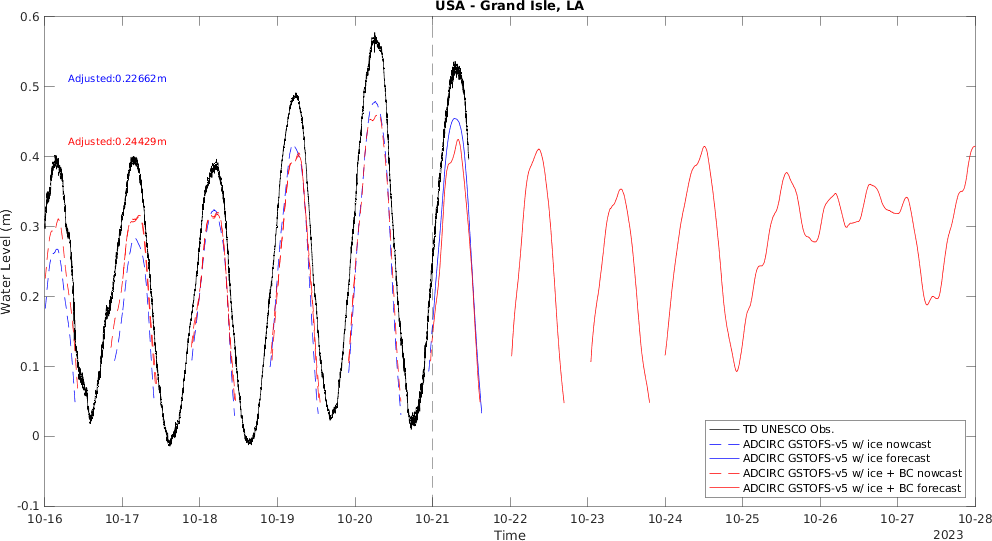 USA - Grand Isle, LA
0.6
0.5
0.4
0.3
0.2
0.1
0
-0.1
Water Level (m)
Adjusted:0.22662m
Adjusted:0.24429m
TD UNESCO Obs.
ADCIRC GSTOFS-v5 w/ ice nowcast
ADCIRC GSTOFS-v5 w/ ice forecast
ADCIRC GSTOFS-v5 w/ ice + BC nowcast
ADCIRC GSTOFS-v5 w/ ice + BC forecast
10-16 10-17 10-18 10-19 10-20 10-21 10-22 10-23 10-24 10-25 10-26 10-27 10-28
Time
2023